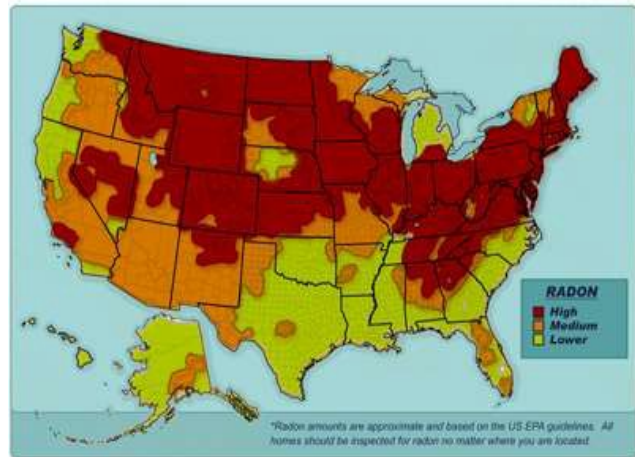 RADON
High
Medium
Lower
*Radon amounts are approximate and based on the US EPA guidelines. All
homes should be inspected for radon no matter where you are located.